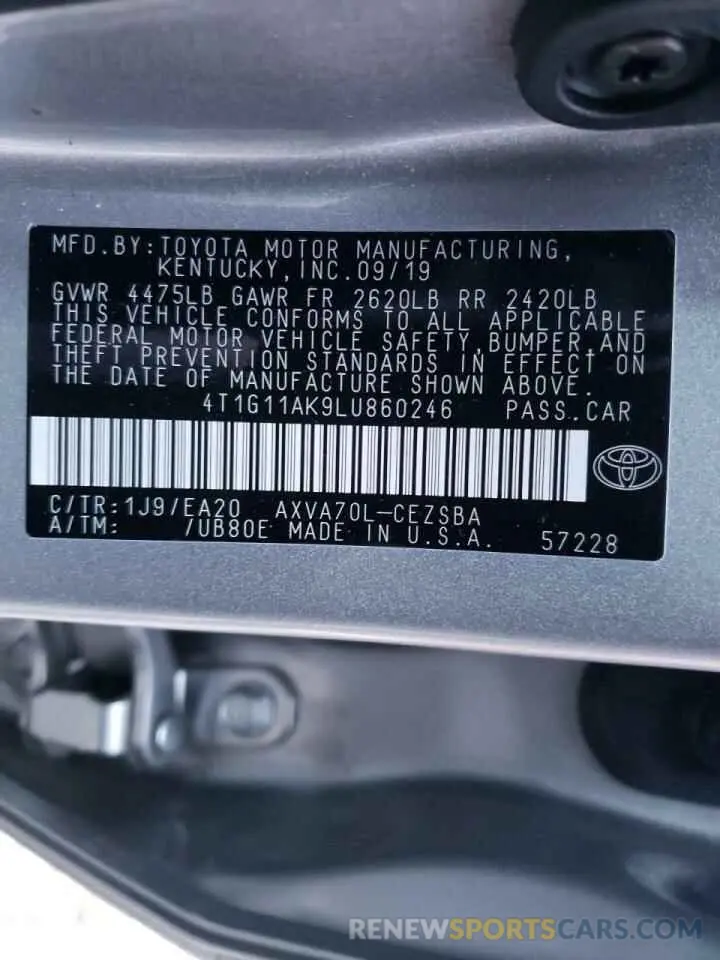 MFD.BY:TOYOTA MOTOR MANUFACTURING,
KENTUCKY,INC.09/19
GVWR 4475LB GAWR FR 2620LB RR 2420LB
THIS VEHICLE CONFORMS TO ALL APPLICABLE
FEDERAL MOTOR VEHICLE SAFETY,BUMPER,AND
THEFT PREVENTION STANDARDS IN EFFECT ON
THE DATE OF MANUFACTURE SHOWN ABOVE.
4T1G11AK9LU860246 PASS.CAR
C/TR:1J9/EA20 AXVA70L-CEZSBA
A/TM: /UB80E MADE IN U.S.A. 57228
RENEWSPORTSCARS.COM